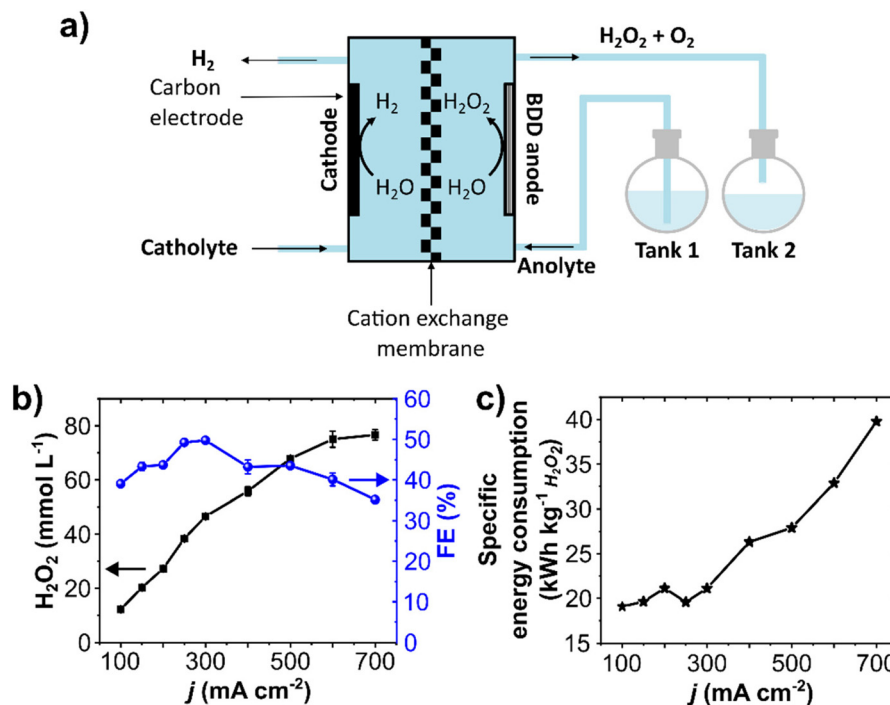 a)
H₂
Carbon
electrode
Cathode
H₂
H₂O
H₂O₂
H₂O
BDD anode
H₂O₂ + O₂
Catholyte
Anolyte
Tank 1
Tank 2
Cation exchange
membrane
b)
H₂O₂ (mmol L⁻¹)
80
60
40
20
0
60
50
40
30
20
10
0
FE (%)
100
300
500
700
j (mA cm⁻²)
c)
Specific
energy consumption
(kWh kg⁻¹ H₂O₂)
40
35
30
25
20
15
100
300
500
700
j (mA cm⁻²)